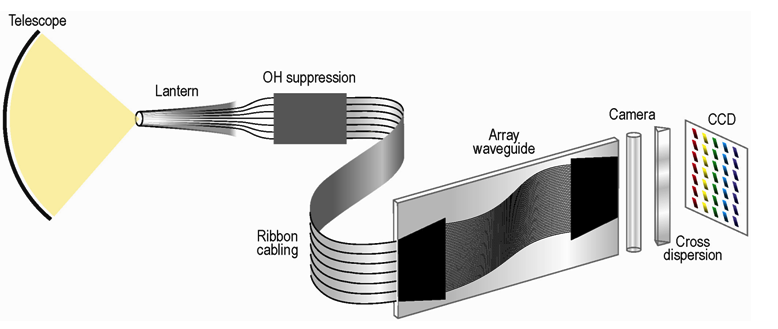 Telescope
Lantern
OH suppression
Ribbon
cabling
Array
waveguide
Camera
CCD
Cross
dispersion